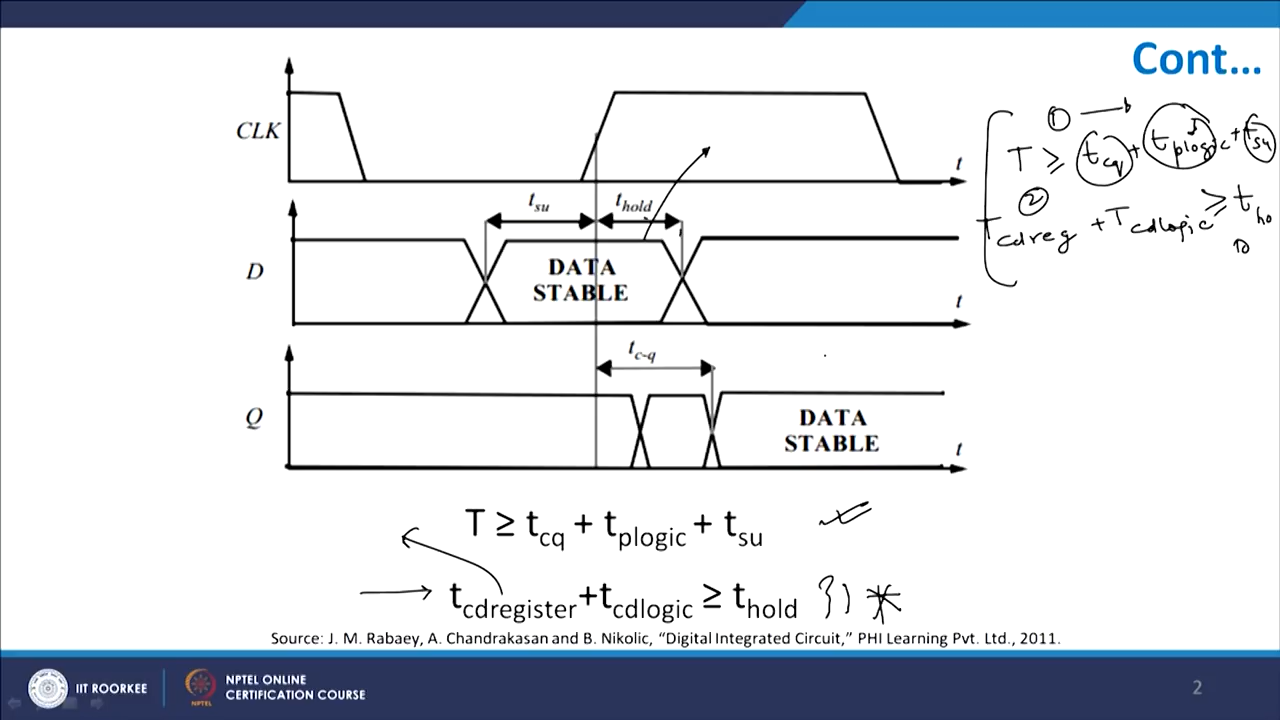 Cont...
CLK
t
① →
T ≥ t_cq + t_plogic + t_su
②
T_cdreg + T_cdlogic ≥ t_ho
t_su
t_hold
D
DATA
STABLE
t
t_c-q
Q
DATA
STABLE
t
T ≥ t_cq + t_plogic + t_su
t_cdregister+t_cdlogic ≥ t_hold
Source: J. M. Rabaey, A. Chandrakasan and B. Nikolic, “Digital Integrated Circuit,” PHI Learning Pvt. Ltd., 2011.
IIT ROORKEE
NPTEL
NPTEL ONLINE
CERTIFICATION COURSE
2